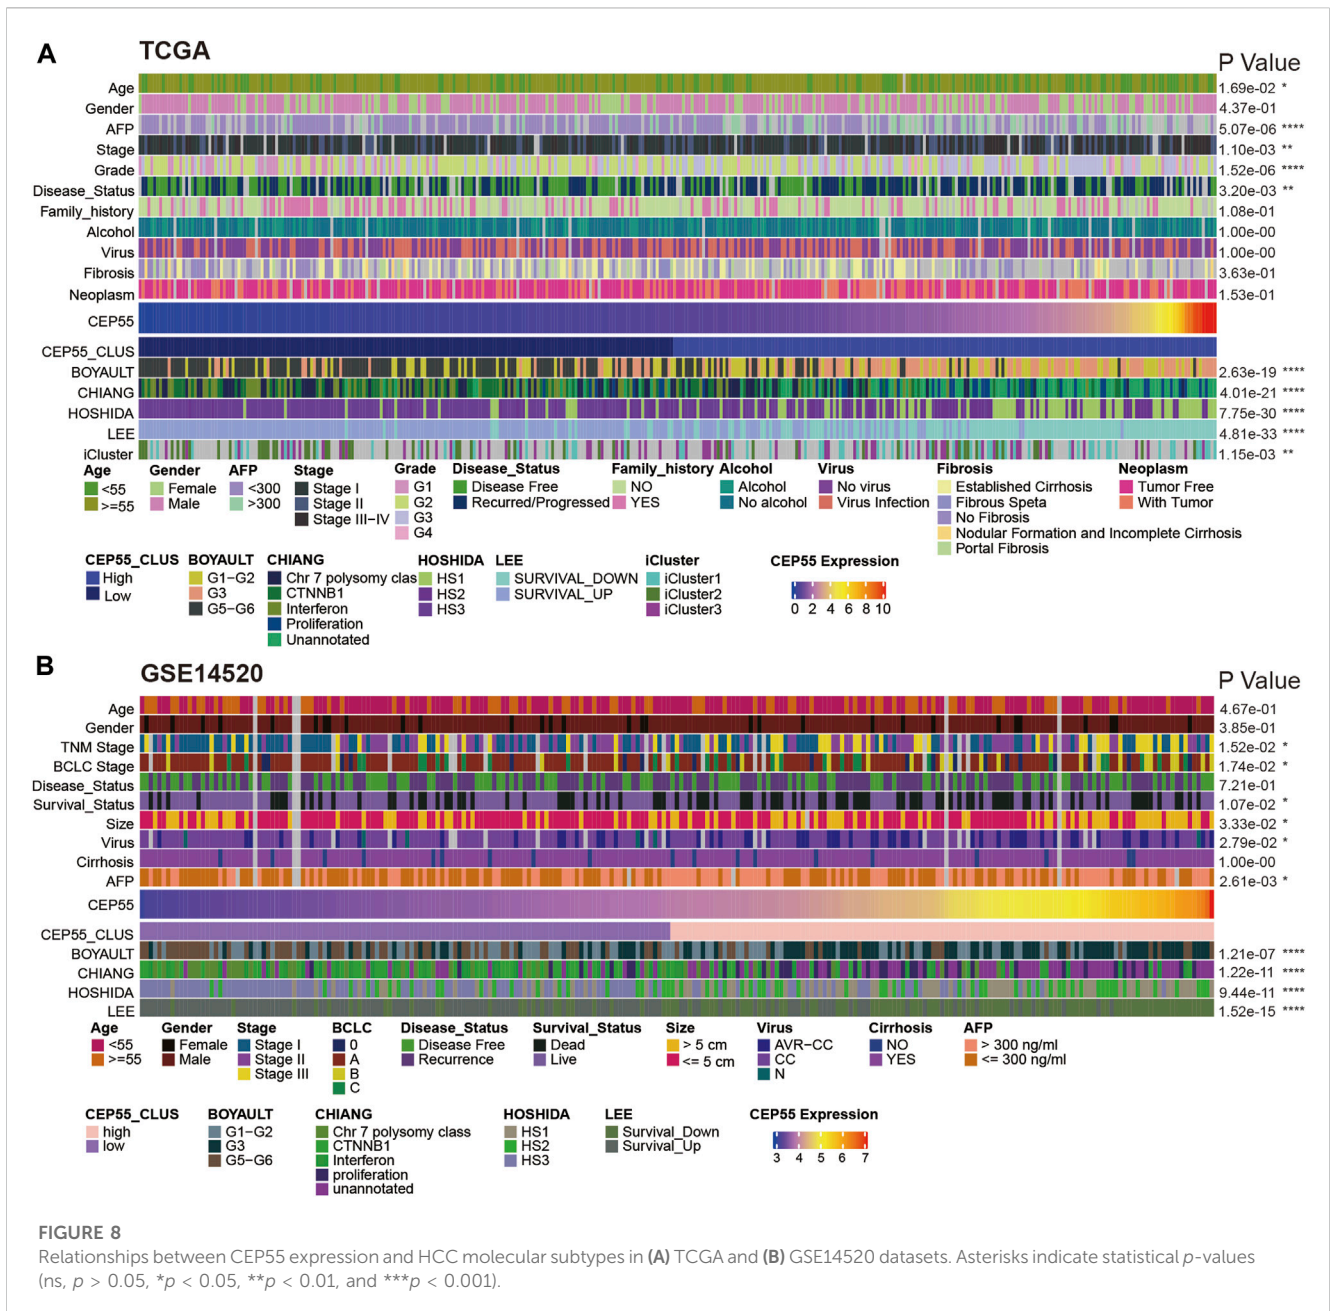 A
TCGA
P Value
Age 1.69e-02 *
Gender 4.37e-01
AFP 5.07e-06 ****
Stage 1.10e-03 **
Grade 1.52e-06 ****
Disease_Status 3.20e-03 **
Family_history 1.08e-01
Alcohol 1.00e-00
Virus 1.00e-00
Fibrosis 3.63e-01
Neoplasm 1.53e-01
CEP55
CEP55_CLUS
BOYAULT 2.63e-19 ****
CHIANG 4.01e-21 ****
HOSHIDA 7.75e-30 ****
LEE 4.81e-33 ****
iCluster 1.15e-03 **
Age
<55
>=55
Gender
Female
Male
AFP
<300
>300
Stage
Stage I
Stage II
Stage III-IV
Grade
G1
G2
G3
G4
Disease_Status
Disease Free
Recurred/Progressed
Family_history
NO
YES
Alcohol
Alcohol
No alcohol
Virus
No virus
Virus Infection
Fibrosis
Established Cirrhosis
Fibrous Speta
No Fibrosis
Nodular Formation and Incomplete Cirrhosis
Portal Fibrosis
Neoplasm
Tumor Free
With Tumor
CEP55_CLUS
High
Low
BOYAULT
G1-G2
G3
G5-G6
CHIANG
Chr 7 polysomy clas
CTNNB1
Interferon
Proliferation
Unannotated
HOSHIDA
HS1
HS2
HS3
LEE
SURVIVAL_DOWN
SURVIVAL_UP
iCluster
iCluster1
iCluster2
iCluster3
CEP55 Expression
0 2 4 6 8 10
B
GSE14520
P Value
Age 4.67e-01
Gender 3.85e-01
TNM Stage 1.52e-02 *
BCLC Stage 1.74e-02 *
Disease_Status 7.21e-01
Survival_Status 1.07e-02 *
Size 3.33e-02 *
Virus 2.79e-02 *
Cirrhosis 1.00e-00
AFP 2.61e-03 *
CEP55
CEP55_CLUS
BOYAULT 1.21e-07 ****
CHIANG 1.22e-11 ****
HOSHIDA 9.44e-11 ****
LEE 1.52e-15 ****
Age
<55
>=55
Gender
Female
Male
Stage
Stage I
Stage II
Stage III
BCLC
0
A
B
C
Disease_Status
Disease Free
Recurrence
Survival_Status
Dead
Live
Size
> 5 cm
<= 5 cm
Virus
AVR-CC
CC
N
Cirrhosis
NO
YES
AFP
> 300 ng/ml
<= 300 ng/ml
CEP55_CLUS
high
low
BOYAULT
G1-G2
G3
G5-G6
CHIANG
Chr 7 polysomy class
CTNNB1
Interferon
proliferation
unannotated
HOSHIDA
HS1
HS2
HS3
LEE
Survival_Down
Survival_Up
CEP55 Expression
3 4 5 6 7
FIGURE 8
Relationships between CEP55 expression and HCC molecular subtypes in (A) TCGA and (B) GSE14520 datasets. Asterisks indicate statistical p-values
(ns, p > 0.05, *p < 0.05, **p < 0.01, and ***p < 0.001).